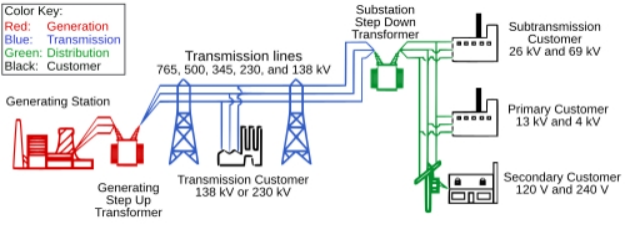 Color Key:
Red: Generation
Blue: Transmission
Green: Distribution
Black: Customer
Generating Station
Generating
Step Up
Transformer
Transmission lines
765, 500, 345, 230, and 138 kV
Transmission Customer
138 kV or 230 kV
Substation
Step Down
Transformer
Subtransmission
Customer
26 kV and 69 kV
Primary Customer
13 kV and 4 kV
Secondary Customer
120 V and 240 V